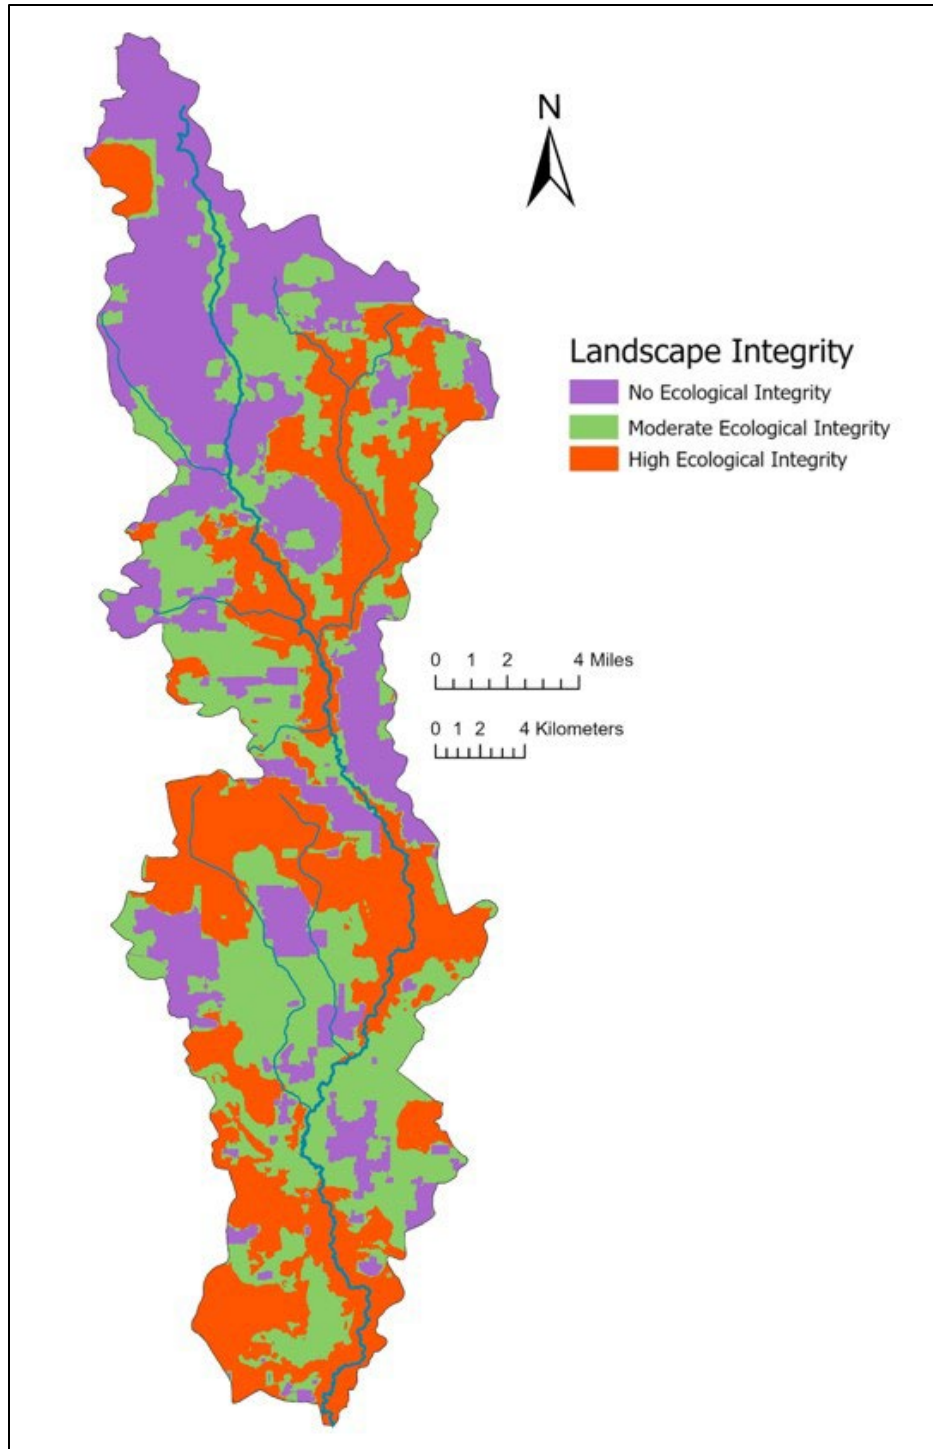 N
Landscape Integrity
No Ecological Integrity
Moderate Ecological Integrity
High Ecological Integrity
0 1 2 4 Miles
0 1 2 4 Kilometers